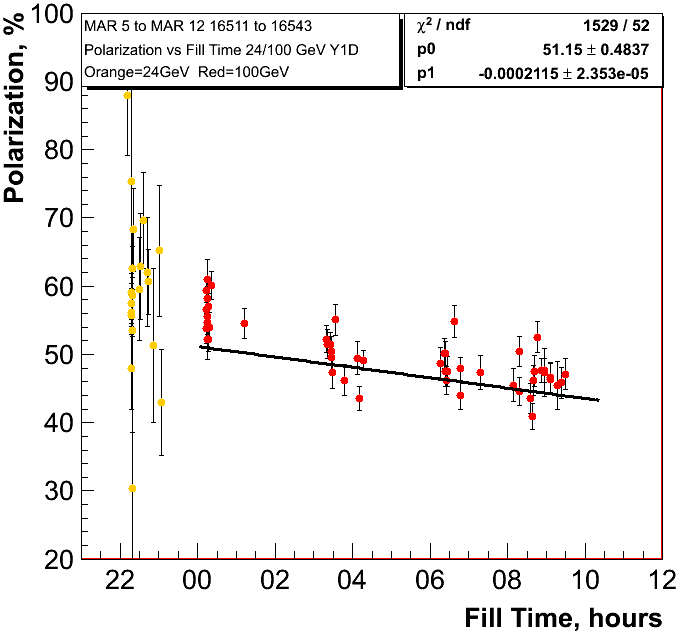 MAR 5 to MAR 12 16511 to 16543
Polarization vs Fill Time 24/100 GeV Y1D
Orange=24GeV Red=100GeV
χ² / ndf 1529 / 52
p0 51.15 ± 0.4837
p1 -0.0002115 ± 2.353e-05
Polarization, %
100
90
80
70
60
50
40
30
20
22 00 02 04 06 08 10 12
Fill Time, hours